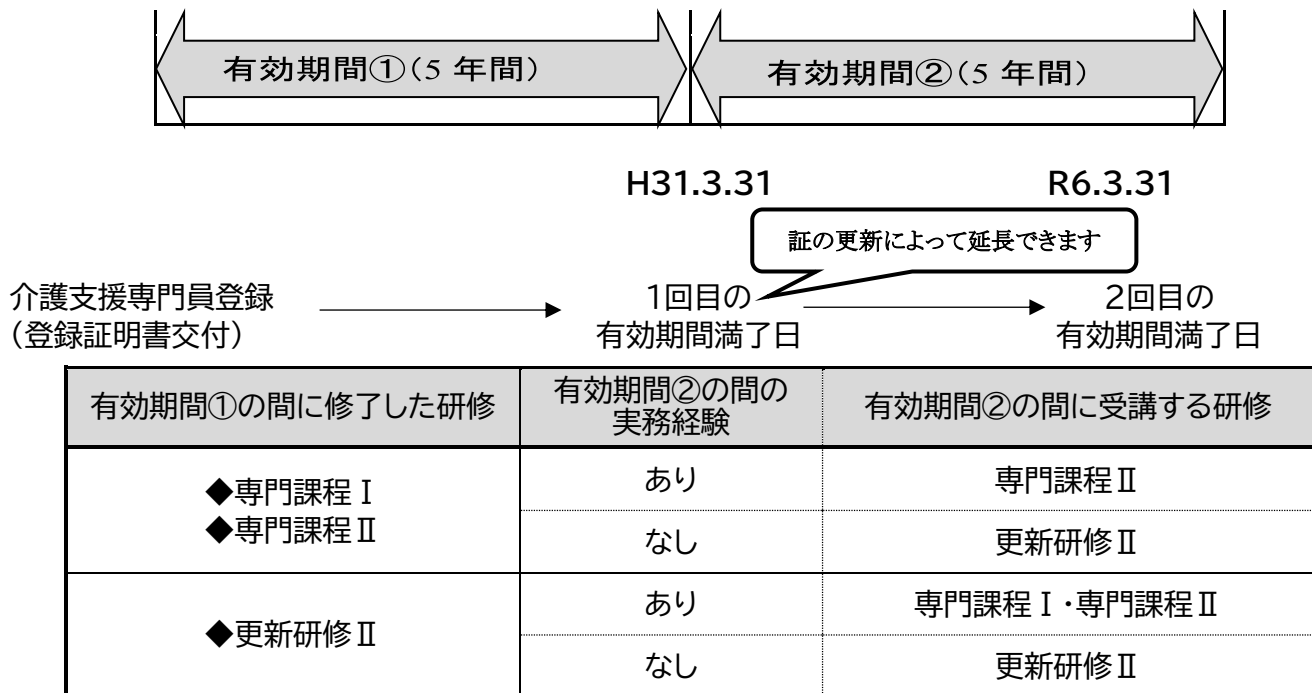 有効期間①(5 年間)
有効期間②(5 年間)
H31.3.31
R6.3.31
証の更新によって延長できます
介護支援専門員登録
(登録証明書交付)
1回目の
有効期間満了日
2回目の
有効期間満了日
有効期間①の間に修了した研修
有効期間②の間の
実務経験
有効期間②の間に受講する研修
◆専門課程Ⅰ
◆専門課程Ⅱ
あり
専門課程Ⅱ
なし
更新研修Ⅱ
◆更新研修Ⅱ
あり
専門課程Ⅰ・専門課程Ⅱ
なし
更新研修Ⅱ